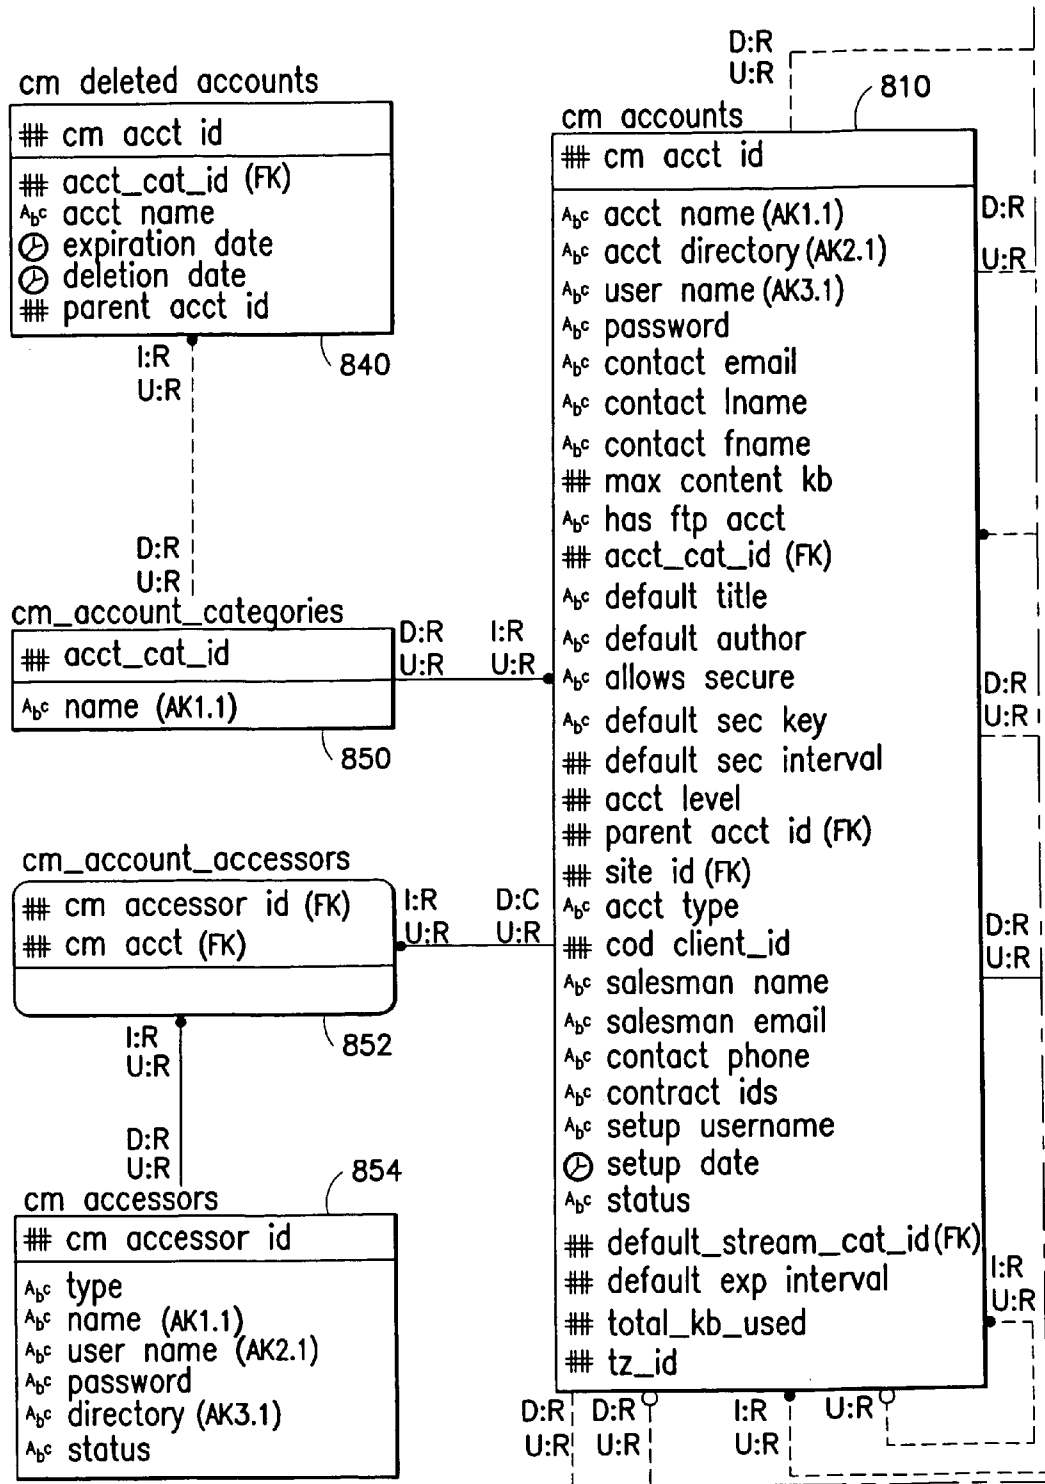 cm deleted accounts
## cm acct id
## acct_cat_id (FK)
Abc acct name
expiration date
deletion date
## parent acct id
840
I:R
U:R
D:R
U:R
cm_account_categories
## acct_cat_id
Abc name (AK1.1)
850
D:R I:R
U:R U:R
cm_account_accessors
## cm accessor id (FK)
## cm acct (FK)
852
I:R D:C
U:R U:R
I:R
U:R
D:R
U:R
854
cm accessors
## cm accessor id
Abc type
Abc name (AK1.1)
Abc user name (AK2.1)
Abc password
Abc directory (AK3.1)
Abc status
D:R
U:R
810
cm accounts
## cm acct id
Abc acct name (AK1.1)
Abc acct directory (AK2.1)
Abc user name (AK3.1)
Abc password
Abc contact email
Abc contact lname
Abc contact fname
## max content kb
Abc has ftp acct
## acct_cat_id (FK)
Abc default title
Abc default author
Abc allows secure
Abc default sec key
## default sec interval
## acct level
## parent acct id (FK)
## site id (FK)
Abc acct type
## cod client_id
Abc salesman name
Abc salesman email
Abc contact phone
Abc contract ids
Abc setup username
setup date
Abc status
## default_stream_cat_id (FK)
## default exp interval
## total_kb_used
## tz_id
D:R
U:R
D:R
U:R
D:R
U:R
I:R
U:R
D:R D:R I:R U:R
U:R U:R U:R